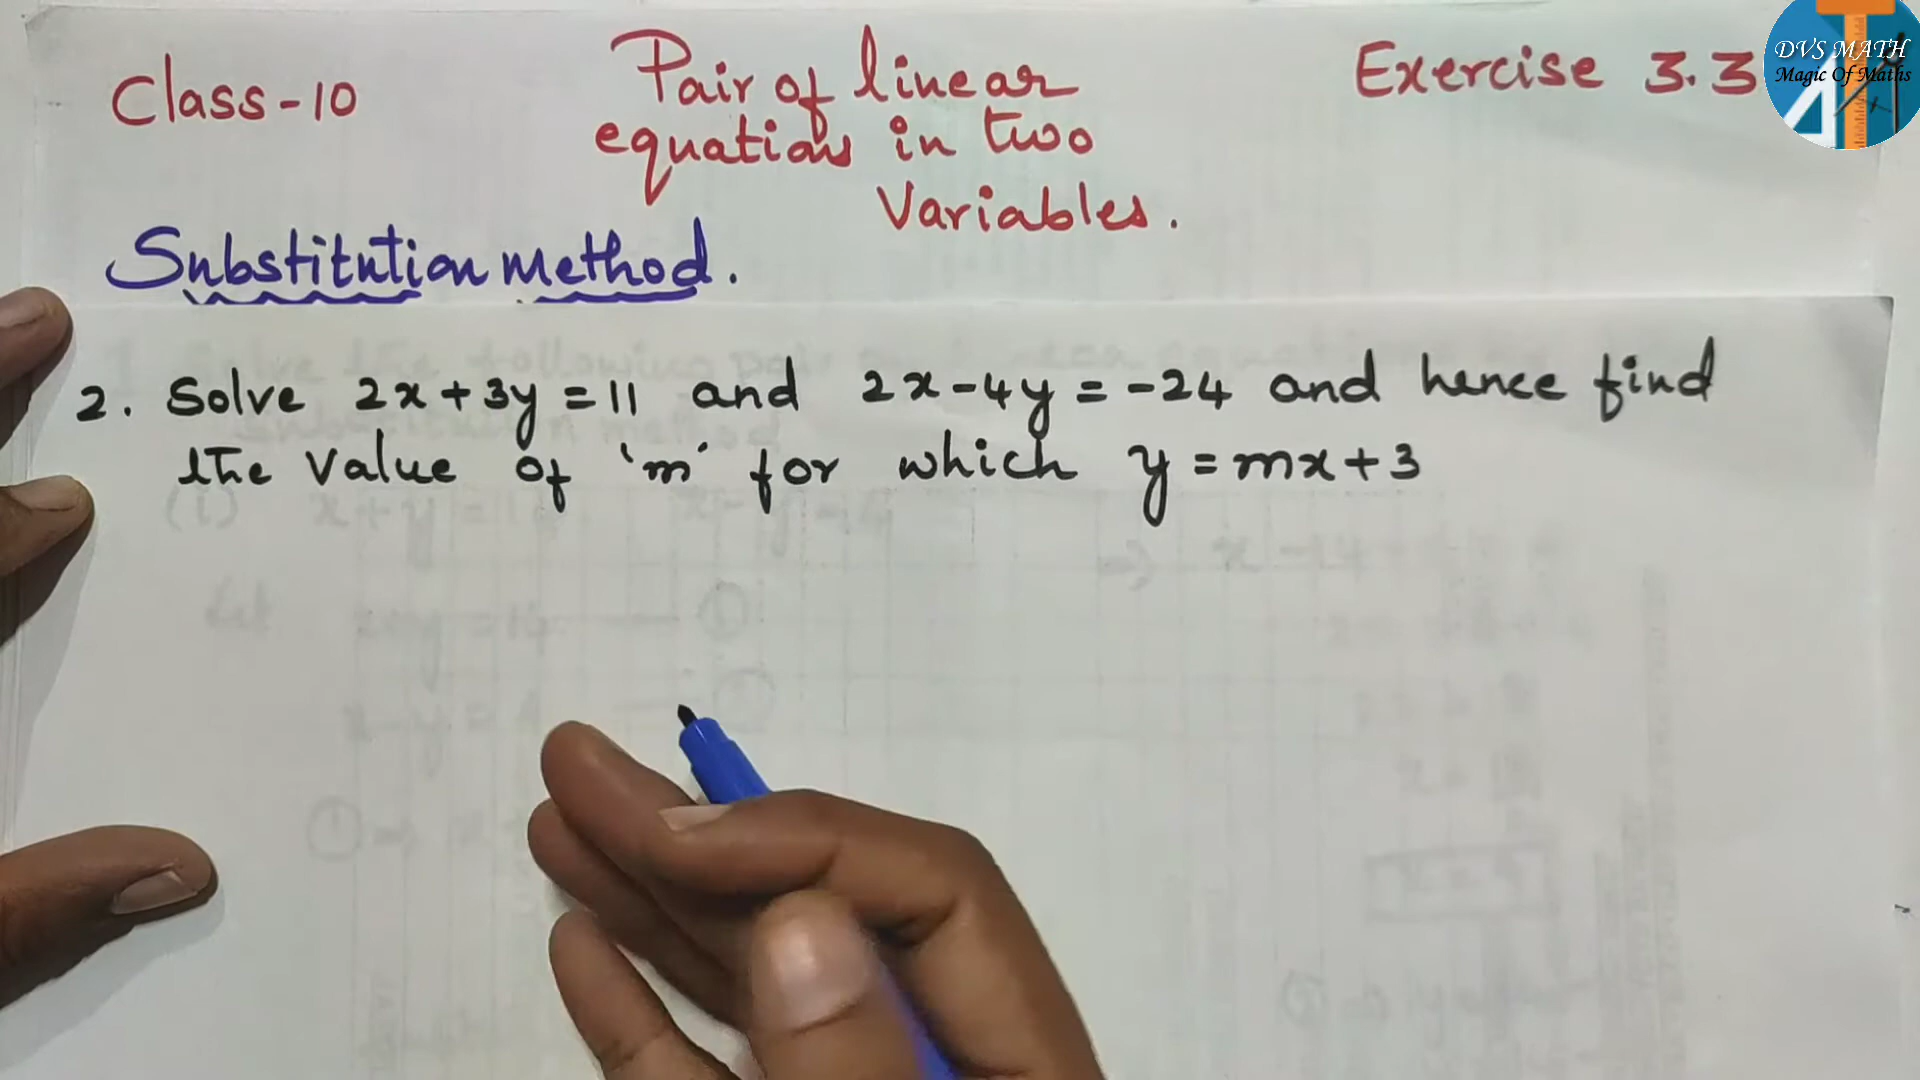 Class-10
Pair of linear
equations in two
Variables.
Exercise 3.3
DVS MATH
Magic Of Maths
Substitution method.
2. Solve 2x+3y=11 and 2x-4y=-24 and hence find
the value of 'm' for which y=mx+3